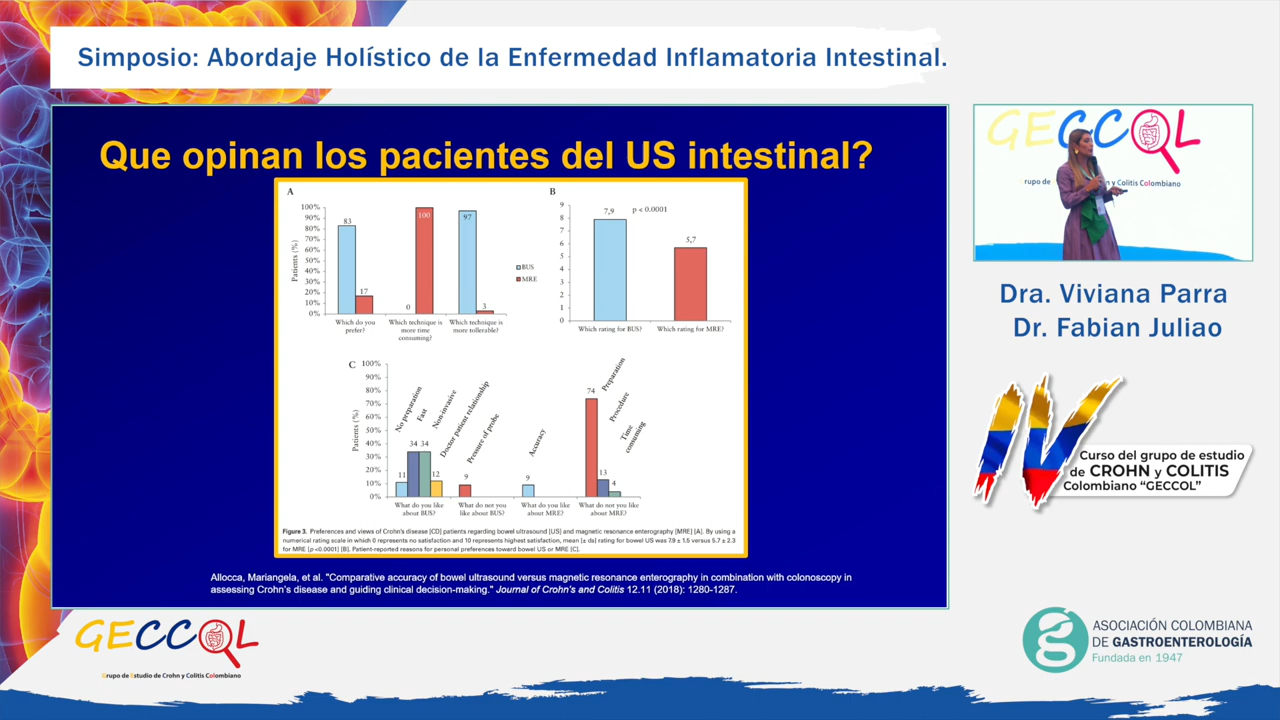 Simposio: Abordaje Holístico de la Enfermedad Inflamatoria Intestinal.
Que opinan los pacientes del US intestinal?
A
100%
90%
80%
70%
60%
50%
40%
30%
20%
10%
0%
Patients (%)
83
17
0
100
97
3
Which do you
prefer?
Which technique is
more time
consuming?
Which technique is
more tollerable?
BUS
MRE
B
9
8
7
6
5
4
3
2
1
0
7,9
p < 0.0001
5,7
Which rating for BUS?
Which rating for MRE?
C
100%
90%
80%
70%
60%
50%
40%
30%
20%
10%
0%
Patients (%)
No preparation
Fast
Non-invasive
Doctor patient relationship
Pressure of probe
Accuracy
Preparation
Procedure
Time
consuming
11
34
34
12
9
9
74
13
4
What do you like
about BUS?
What do not you
like about BUS?
What do you like
about MRE?
What do not you like
about MRE?
Figure 3. Preferences and views of Crohn's disease [CD] patients regarding bowel ultrasound [US] and magnetic resonance enterography [MRE] [A]. By using a
numerical rating scale in which 0 represents no satisfaction and 10 represents highest satisfaction, mean [± ds] rating for bowel US was 7.9 ± 1.5 versus 5.7 ± 2.3
for MRE [p <0.0001] [B]. Patient-reported reasons for personal preferences toward bowel US or MRE [C].
Allocca, Mariangela, et al. "Comparative accuracy of bowel ultrasound versus magnetic resonance enterography in combination with colonoscopy in
assessing Crohn's disease and guiding clinical decision-making." Journal of Crohn's and Colitis 12.11 (2018): 1280-1287.
GECCOL
rupo de
n y Colitis Colombiano
Dra. Viviana Parra
Dr. Fabian Juliao
IV
Curso del grupo de estudio
de CROHN y COLITIS
Colombiano "GECCOL"
GECCOL
Grupo de Estudio de Crohn y Colitis Colombiano
ASOCIACIÓN COLOMBIANA
DE GASTROENTEROLOGÍA
Fundada en 1947